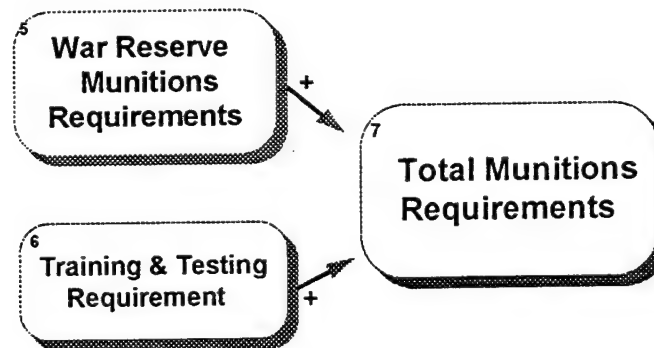 5
War Reserve
Munitions
Requirements
+
7
Total Munitions
Requirements
6
Training & Testing
Requirement
+